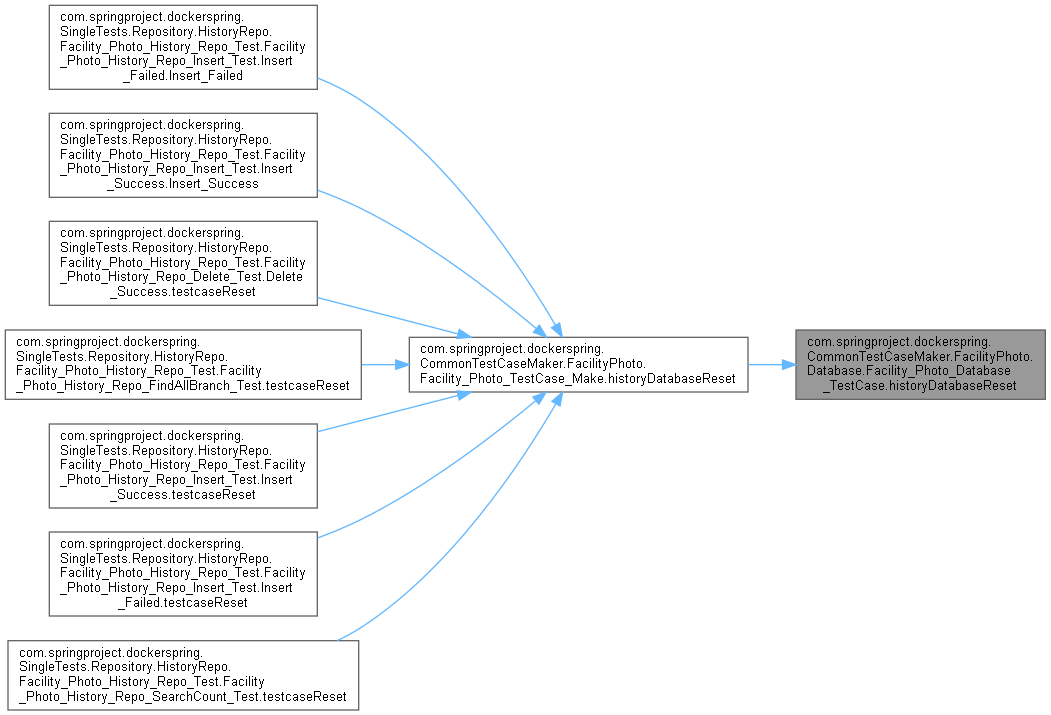 com.springproject.dockerspring.
SingleTests.Repository.HistoryRepo.
Facility_Photo_History_Repo_Test.Facility
_Photo_History_Repo_Insert_Test.Insert
_Failed.Insert_Failed
com.springproject.dockerspring.
SingleTests.Repository.HistoryRepo.
Facility_Photo_History_Repo_Test.Facility
_Photo_History_Repo_Insert_Test.Insert
_Success.Insert_Success
com.springproject.dockerspring.
SingleTests.Repository.HistoryRepo.
Facility_Photo_History_Repo_Test.Facility
_Photo_History_Repo_Delete_Test.Delete
_Success.testcaseReset
com.springproject.dockerspring.
SingleTests.Repository.HistoryRepo.
Facility_Photo_History_Repo_Test.Facility
_Photo_History_Repo_FindAllBranch_Test.testcaseReset
com.springproject.dockerspring.
SingleTests.Repository.HistoryRepo.
Facility_Photo_History_Repo_Test.Facility
_Photo_History_Repo_Insert_Test.Insert
_Success.testcaseReset
com.springproject.dockerspring.
SingleTests.Repository.HistoryRepo.
Facility_Photo_History_Repo_Test.Facility
_Photo_History_Repo_Insert_Test.Insert
_Failed.testcaseReset
com.springproject.dockerspring.
SingleTests.Repository.HistoryRepo.
Facility_Photo_History_Repo_Test.Facility
_Photo_History_Repo_SearchCount_Test.testcaseReset
com.springproject.dockerspring.
CommonTestCaseMaker.FacilityPhoto.
Facility_Photo_TestCase_Make.historyDatabaseReset
com.springproject.dockerspring.
CommonTestCaseMaker.FacilityPhoto.
Database.Facility_Photo_Database
_TestCase.historyDatabaseReset